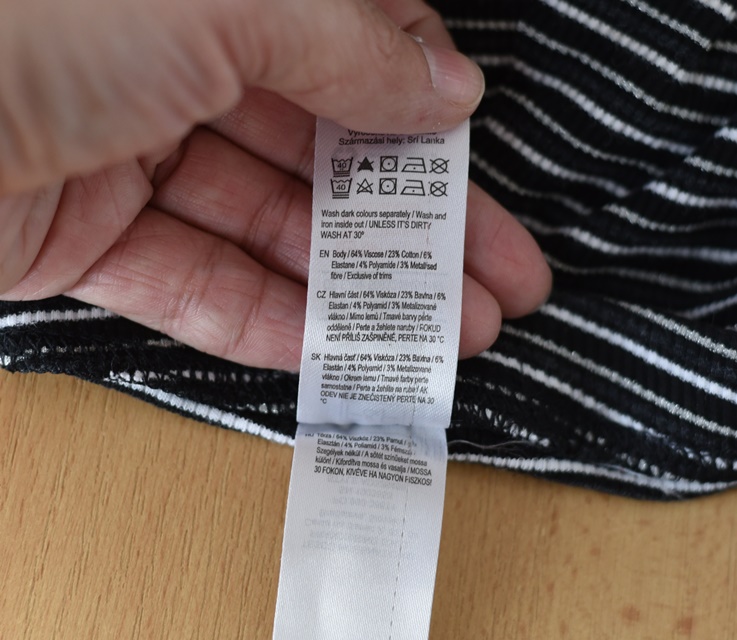 Származási hely: Sri Lanka
40
40
Wash dark colours separately / Wash and
iron inside out / UNLESS IT'S DIRTY
WASH AT 30°
EN Body / 64% Viscose / 23% Cotton / 6%
Elastane / 4% Polyamide / 3% Metallised
fibre / Exclusive of trims
CZ Hlavní část / 64% Viskóza / 23% Bavlna / 6%
Elastan / 4% Polyamid / 3% Metalizované
vlákno / Mimo lemu / Tmavé barvy perte
odděleně / Perte a žehlete naruby / POKUD
NENÍ PŘÍLIŠ ZAŠPINĚNÉ, PERTE NA 30 °C
SK Hlavná časť / 64% Viskóza / 23% Bavlna / 6%
Elastan / 4% Polyamid / 3% Metalizované
vlákno / Okrem lemu / Tmavé farby perte
samostatne / Perte a žehlite na rube / AK
ODEV NIE JE ZNEČISTENÝ PERTE NA 30
°C
/ 64% Viszkóz / 23% Pamut /
Elasztán / 4% Poliamid / 3%
Szegélyek nélkül / A sötét színűeket mossa
külön! / Kifordítva mossa és vasalja / MOSSA
30 FOKON, KIVÉVE HA NAGYON PISZKOS!